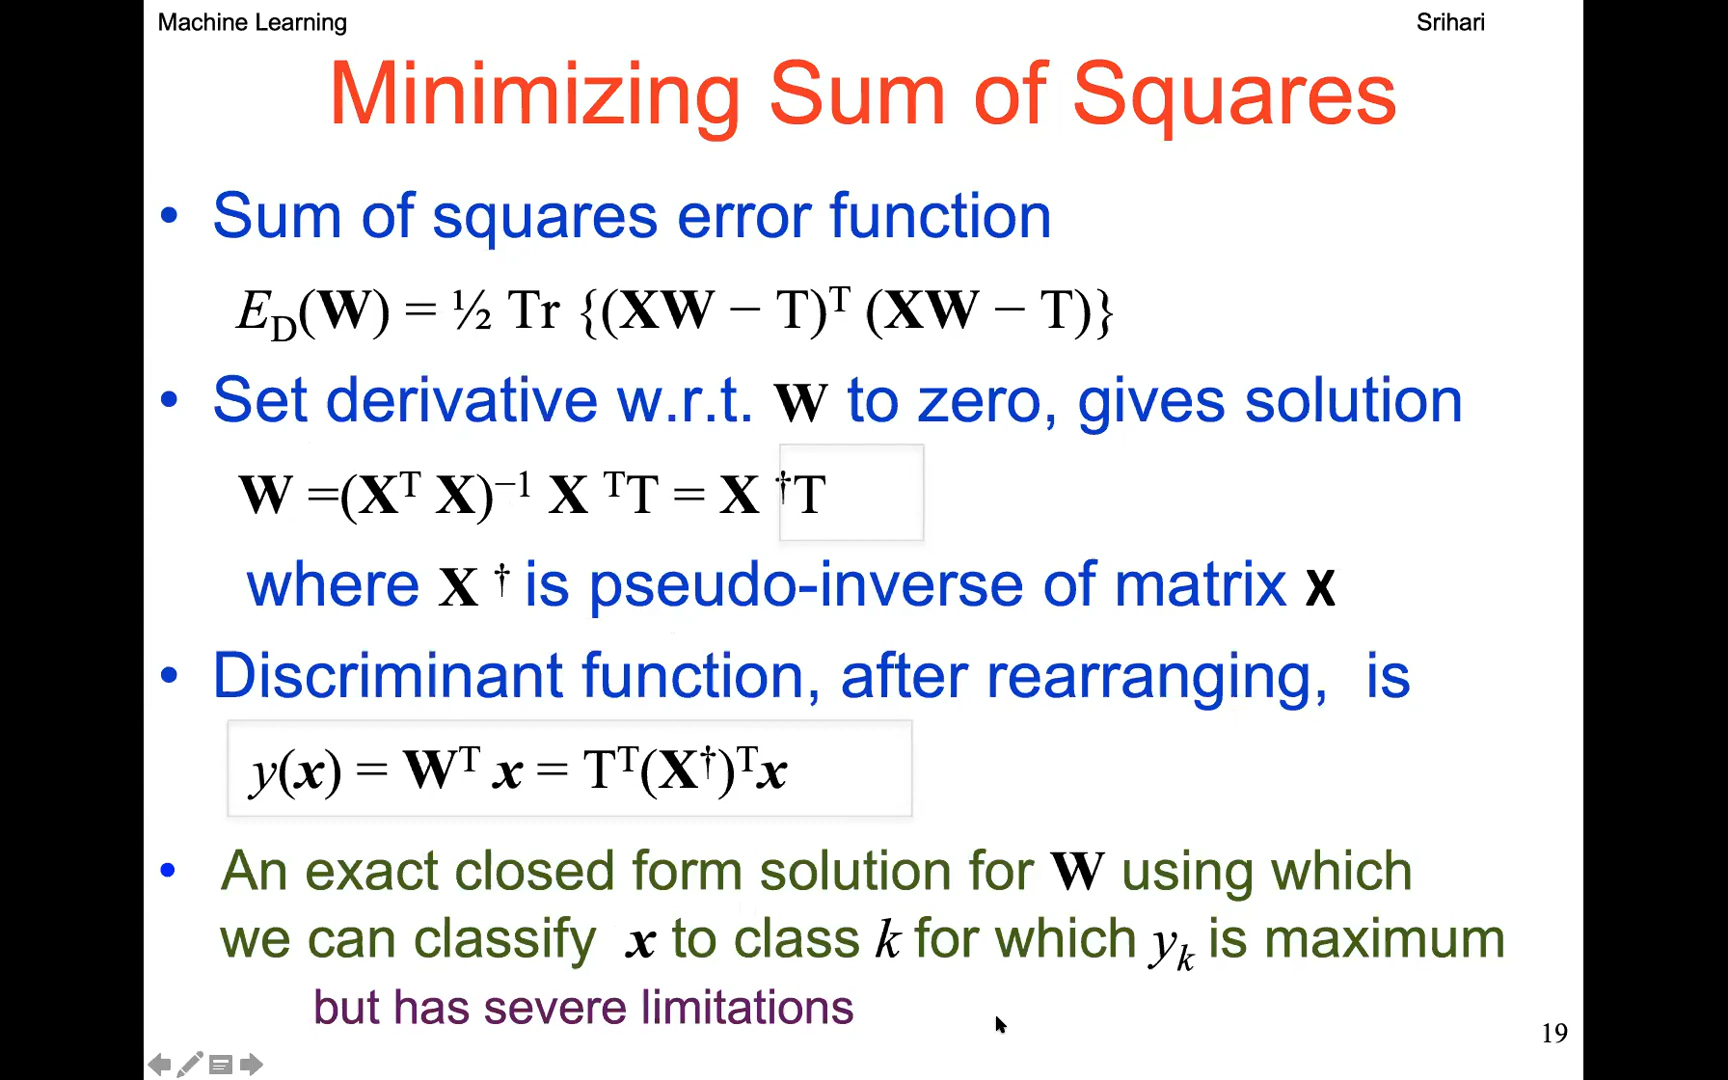 Machine Learning Srihari
Minimizing Sum of Squares
• Sum of squares error function
E_D(W) = ½ Tr {(XW – T)^T (XW – T)}
• Set derivative w.r.t. W to zero, gives solution
W =(X^T X)^–1 X ^TT = X ^†T
where X † is pseudo-inverse of matrix X
• Discriminant function, after rearranging, is
y(x) = W^T x = T^T(X^†)^Tx
• An exact closed form solution for W using which
we can classify x to class k for which y_k is maximum
but has severe limitations
19